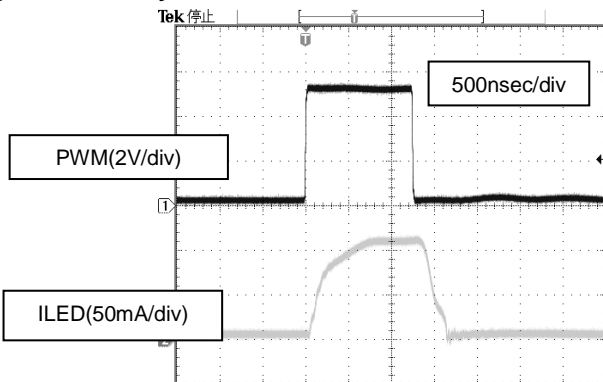 Tek 停止
T
T
500nsec/div
PWM(2V/div)
1
ILED(50mA/div)